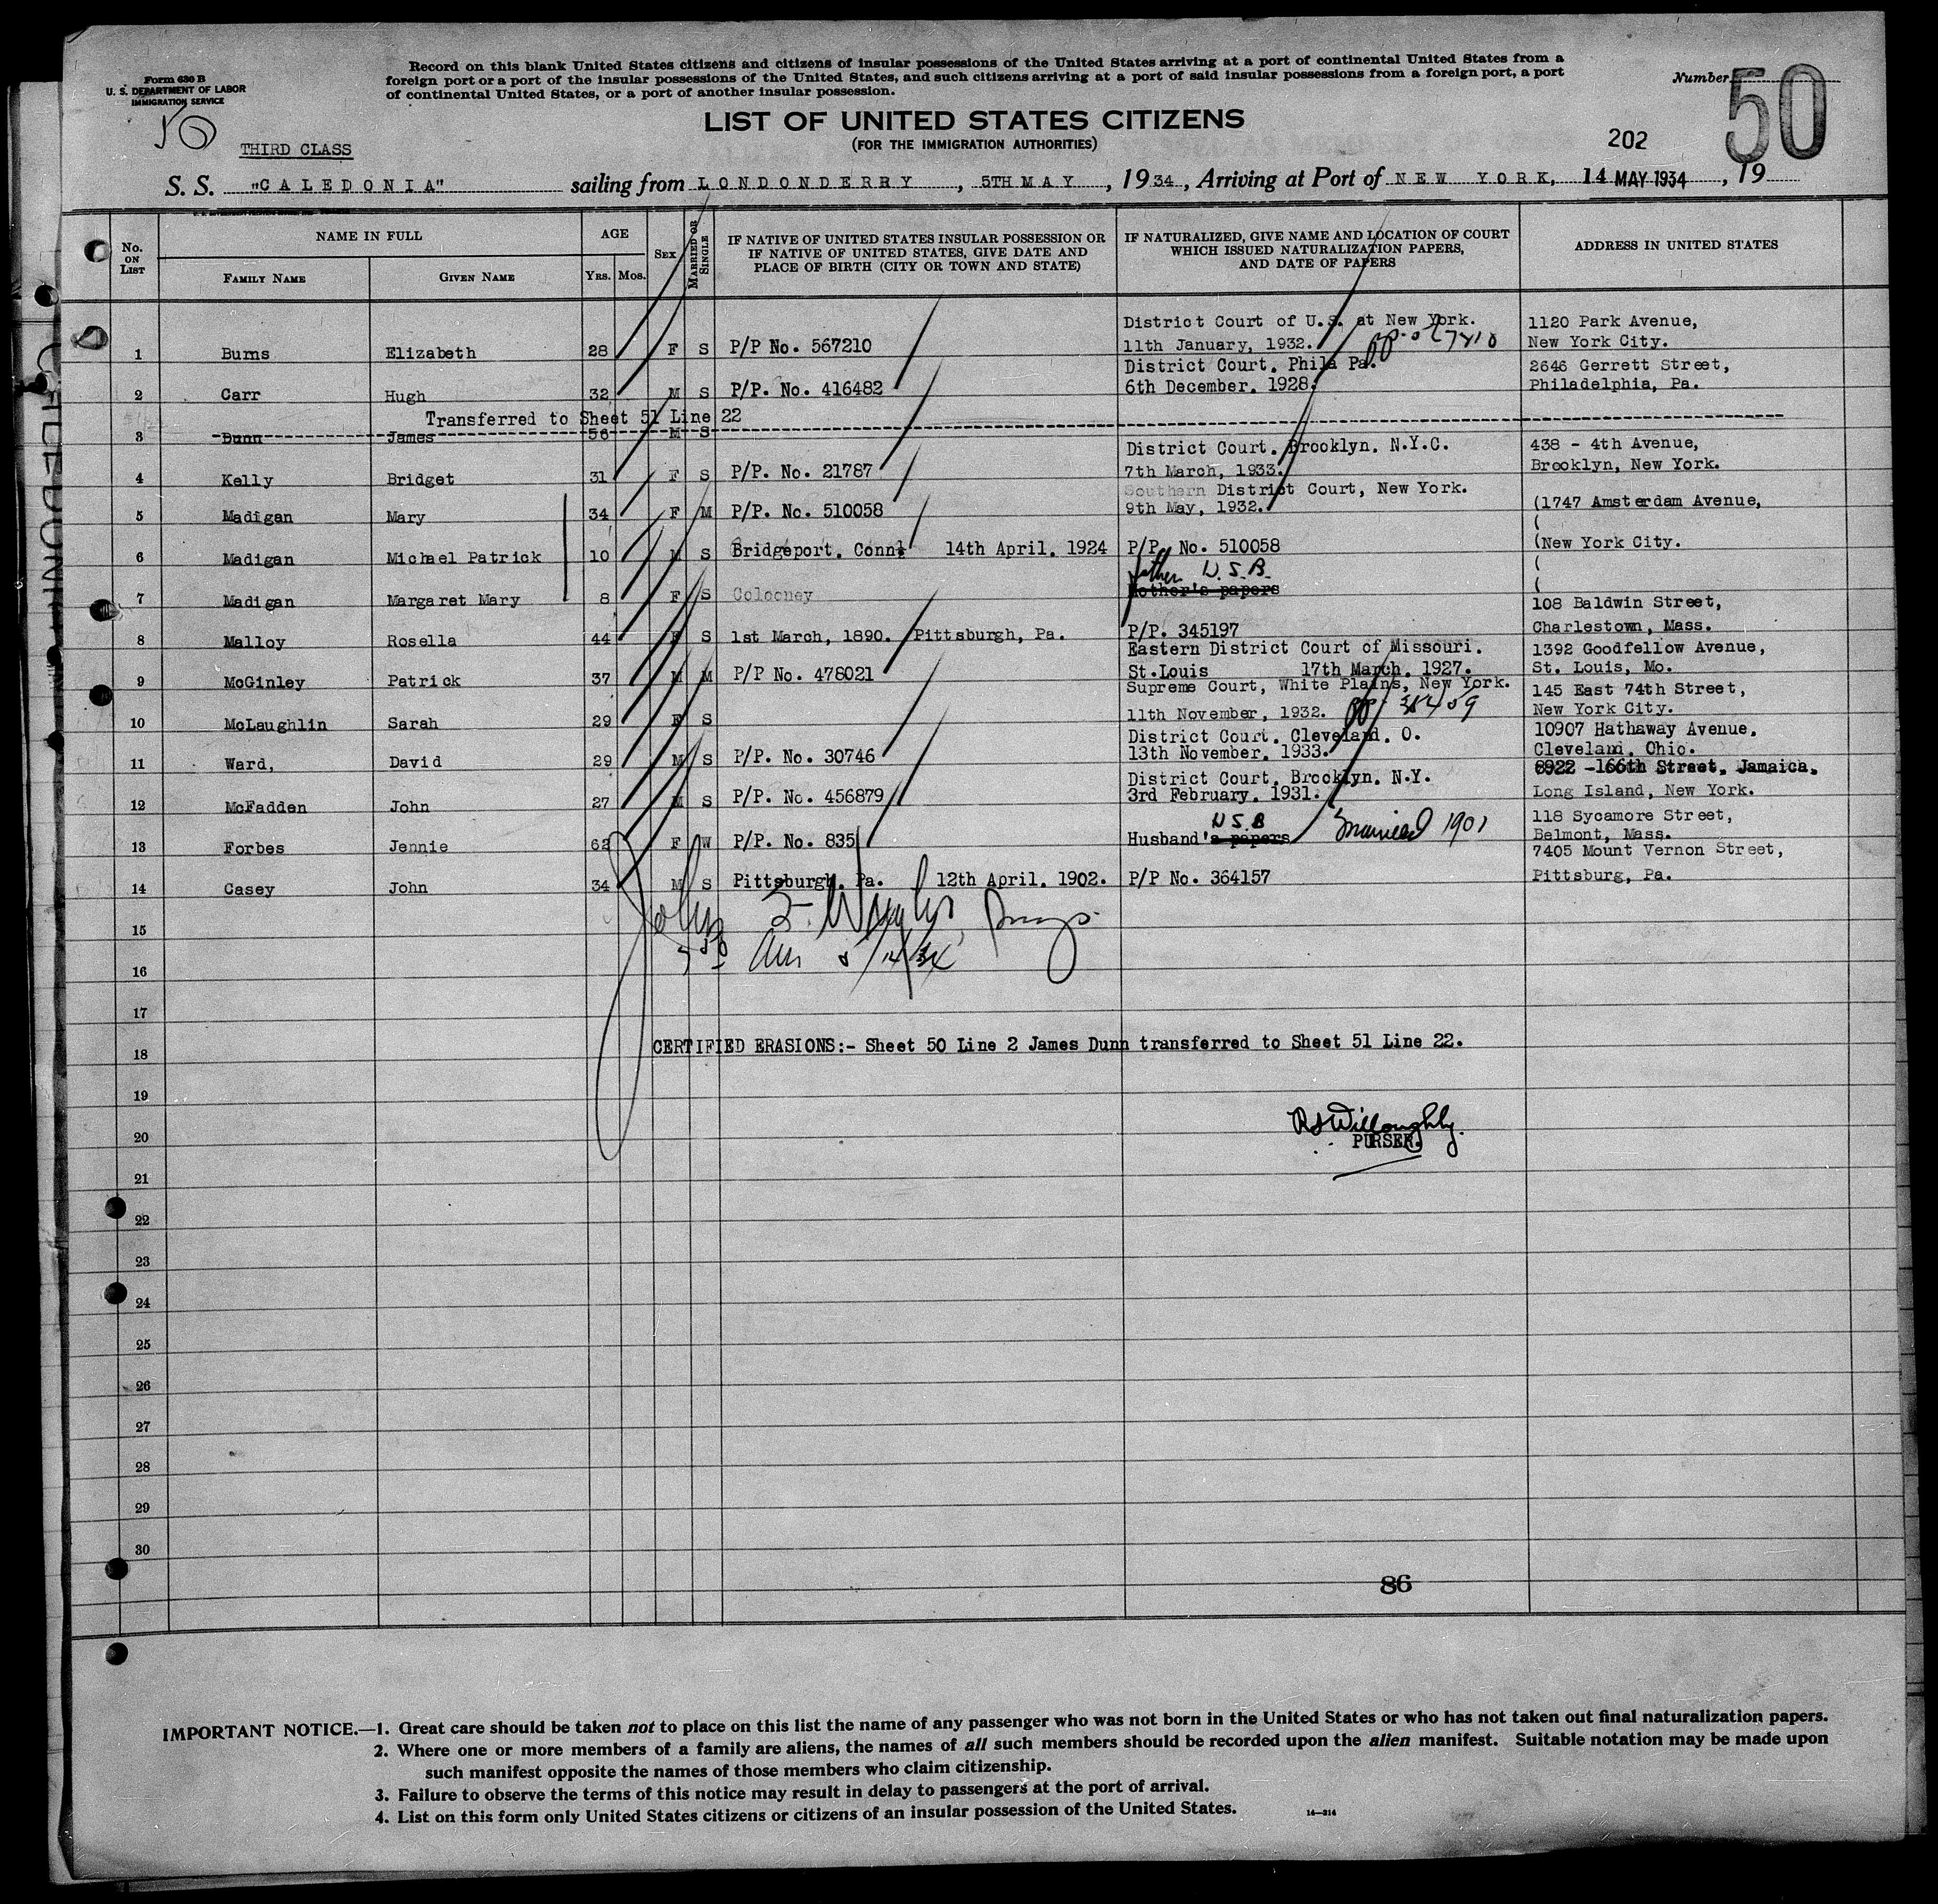 Form 630 B
U. S. DEPARTMENT OF LABOR
IMMIGRATION SERVICE
Record on this blank United States citizens and citizens of insular possessions of the United States arriving at a port of continental United States from a
foreign port or a port of the insular possessions of the United States, and such citizens arriving at a port of said insular possessions from a foreign port, a port
of continental United States, or a port of another insular possession.
Number 50
LIST OF UNITED STATES CITIZENS
(FOR THE IMMIGRATION AUTHORITIES)
50
THIRD CLASS
202
S. S. "CALEDONIA" sailing from LONDONDERRY, 5TH MAY, 1934, Arriving at Port of NEW YORK, 14 MAY 1934, 19
No. ON LIST
NAME IN FULL
FAMILY NAME GIVEN NAME
AGE
YRS. MOS.
SEX
MARRIED OR SINGLE
IF NATIVE OF UNITED STATES INSULAR POSSESSION OR
IF NATIVE OF UNITED STATES, GIVE DATE AND
PLACE OF BIRTH (CITY OR TOWN AND STATE)
IF NATURALIZED, GIVE NAME AND LOCATION OF COURT
WHICH ISSUED NATURALIZATION PAPERS,
AND DATE OF PAPERS
ADDRESS IN UNITED STATES
District Court of U.S. at New York. 1120 Park Avenue,
1 Burns Elizabeth 28 F S P/P No. 567210 11th January, 1932. New York City.
District Court. Phila Pa. 2646 Gerrett Street,
2 Carr Hugh 32 M S P/P. No. 416482 6th December. 1928. Philadelphia, Pa.
Transferred to Sheet 51 Line 22
3 Dunn James 56 M S
District Court. Brooklyn. N.Y.C. 438 - 4th Avenue,
4 Kelly Bridget 31 F S P/P. No. 21787 7th March, 1933. Brooklyn, New York.
Southern District Court, New York. (1747 Amsterdam Avenue,
5 Madigan Mary 34 F M P/P. No. 510058 9th May, 1932. (
6 Madigan Michael Patrick 10 M S Bridgeport. Conn. 14th April. 1924 P/P. No. 510058 (New York City.
father U.S.B. (
7 Madigan Margaret Mary 8 F S Colooney Mother's papers (
108 Baldwin Street,
8 Malloy Rosella 44 F S 1st March, 1890. Pittsburgh, Pa. P/P. 345197 Charlestown, Mass.
Eastern District Court of Missouri. 1392 Goodfellow Avenue,
9 McGinley Patrick 37 M M P/P No. 478021 St.Louis 17th March. 1927. St. Louis, Mo.
Supreme Court, White Plains, New York. 145 East 74th Street,
10 McLaughlin Sarah 29 F S 11th November, 1932. New York City.
District Court. Cleveland. O. 10907 Hathaway Avenue,
11 Ward, David 29 M S P/P. No. 30746 13th November. 1933. Cleveland. Ohio.
District Court. Brooklyn. N.Y. 8922 -166th Street. Jamaica.
12 McFadden John 27 M S P/P. No. 456879 3rd February. 1931. Long Island, New York.
U S B 118 Sycamore Street,
13 Forbes Jennie 62 F W P/P. No. 835 Husband's papers married 1901 Belmont, Mass.
7405 Mount Vernon Street,
14 Casey John 34 M S Pittsburgh. Pa. 12th April. 1902. P/P No. 364157 Pittsburg, Pa.
15
16
17
18 CERTIFIED ERASIONS:- Sheet 50 Line 2 James Dunn transferred to Sheet 51 Line 22.
19
20 RSWilloughby.
PURSER.
21
22
23
24
25
26
27
28
29
30
86
IMPORTANT NOTICE.—1. Great care should be taken not to place on this list the name of any passenger who was not born in the United States or who has not taken out final naturalization papers.
2. Where one or more members of a family are aliens, the names of all such members should be recorded upon the alien manifest. Suitable notation may be made upon
such manifest opposite the names of those members who claim citizenship.
3. Failure to observe the terms of this notice may result in delay to passengers at the port of arrival.
4. List on this form only United States citizens or citizens of an insular possession of the United States.
14—314